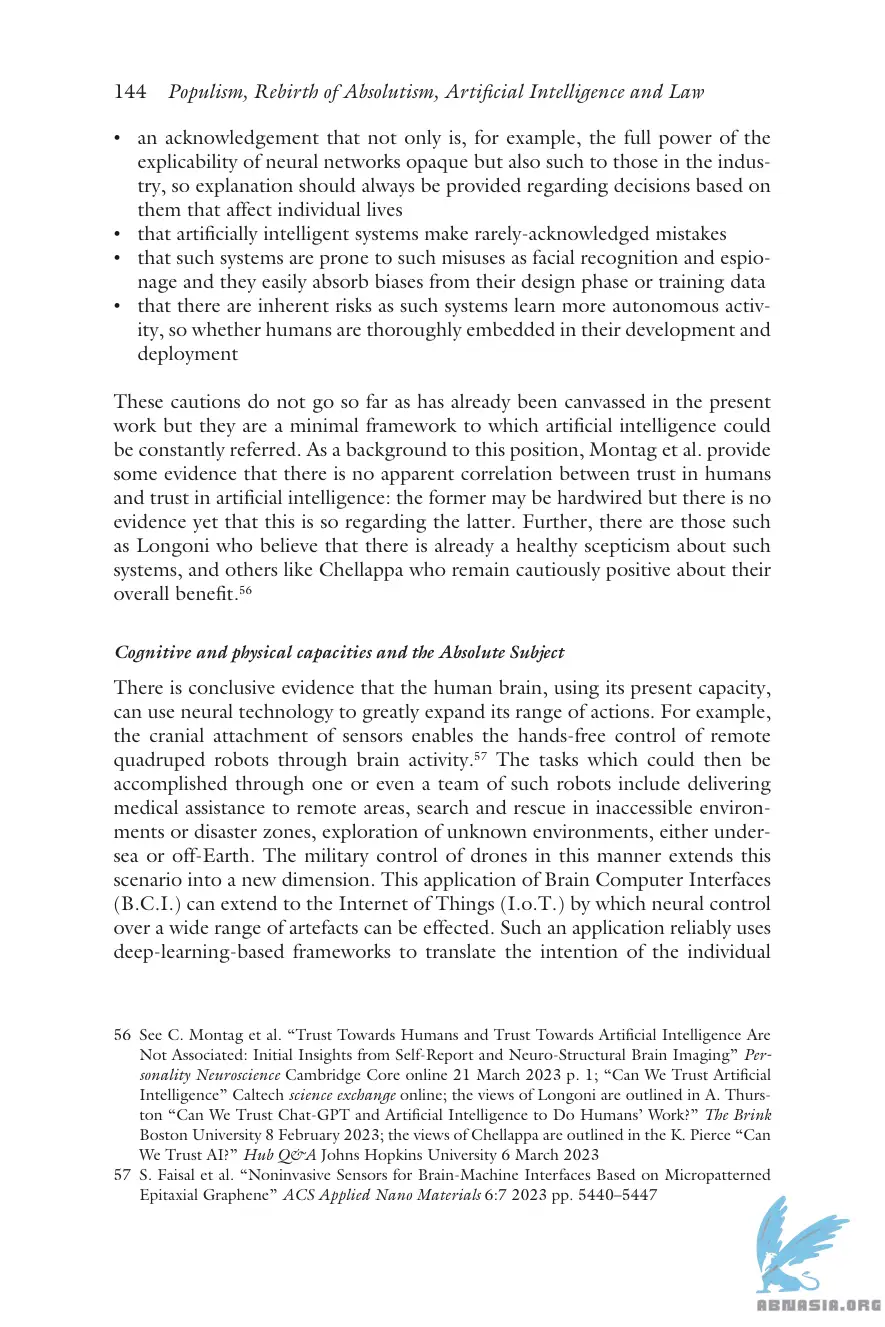 144 Populism, Rebirth of Absolutism, Artificial Intelligence and Law
• an acknowledgement that not only is, for example, the full power of the
explicability of neural networks opaque but also such to those in the indus-
try, so explanation should always be provided regarding decisions based on
them that affect individual lives
• that artificially intelligent systems make rarely-acknowledged mistakes
• that such systems are prone to such misuses as facial recognition and espio-
nage and they easily absorb biases from their design phase or training data
• that there are inherent risks as such systems learn more autonomous activ-
ity, so whether humans are thoroughly embedded in their development and
deployment
These cautions do not go so far as has already been canvassed in the present
work but they are a minimal framework to which artificial intelligence could
be constantly referred. As a background to this position, Montag et al. provide
some evidence that there is no apparent correlation between trust in humans
and trust in artificial intelligence: the former may be hardwired but there is no
evidence yet that this is so regarding the latter. Further, there are those such
as Longoni who believe that there is already a healthy scepticism about such
systems, and others like Chellappa who remain cautiously positive about their
overall benefit.56
Cognitive and physical capacities and the Absolute Subject
There is conclusive evidence that the human brain, using its present capacity,
can use neural technology to greatly expand its range of actions. For example,
the cranial attachment of sensors enables the hands-free control of remote
quadruped robots through brain activity.57 The tasks which could then be
accomplished through one or even a team of such robots include delivering
medical assistance to remote areas, search and rescue in inaccessible environ-
ments or disaster zones, exploration of unknown environments, either under-
sea or off-Earth. The military control of drones in this manner extends this
scenario into a new dimension. This application of Brain Computer Interfaces
(B.C.I.) can extend to the Internet of Things (I.o.T.) by which neural control
over a wide range of artefacts can be effected. Such an application reliably uses
deep-learning-based frameworks to translate the intention of the individual
56 See C. Montag et al. “Trust Towards Humans and Trust Towards Artificial Intelligence Are
Not Associated: Initial Insights from Self-Report and Neuro-Structural Brain Imaging” Per-
sonality Neuroscience Cambridge Core online 21 March 2023 p. 1; “Can We Trust Artificial
Intelligence” Caltech science exchange online; the views of Longoni are outlined in A. Thurs-
ton “Can We Trust Chat-GPT and Artificial Intelligence to Do Humans’ Work?” The Brink
Boston University 8 February 2023; the views of Chellappa are outlined in the K. Pierce “Can
We Trust AI?” Hub Q&A Johns Hopkins University 6 March 2023
57 S. Faisal et al. “Noninvasive Sensors for Brain-Machine Interfaces Based on Micropatterned
Epitaxial Graphene” ACS Applied Nano Materials 6:7 2023 pp. 5440–5447
ABNASIA.ORG